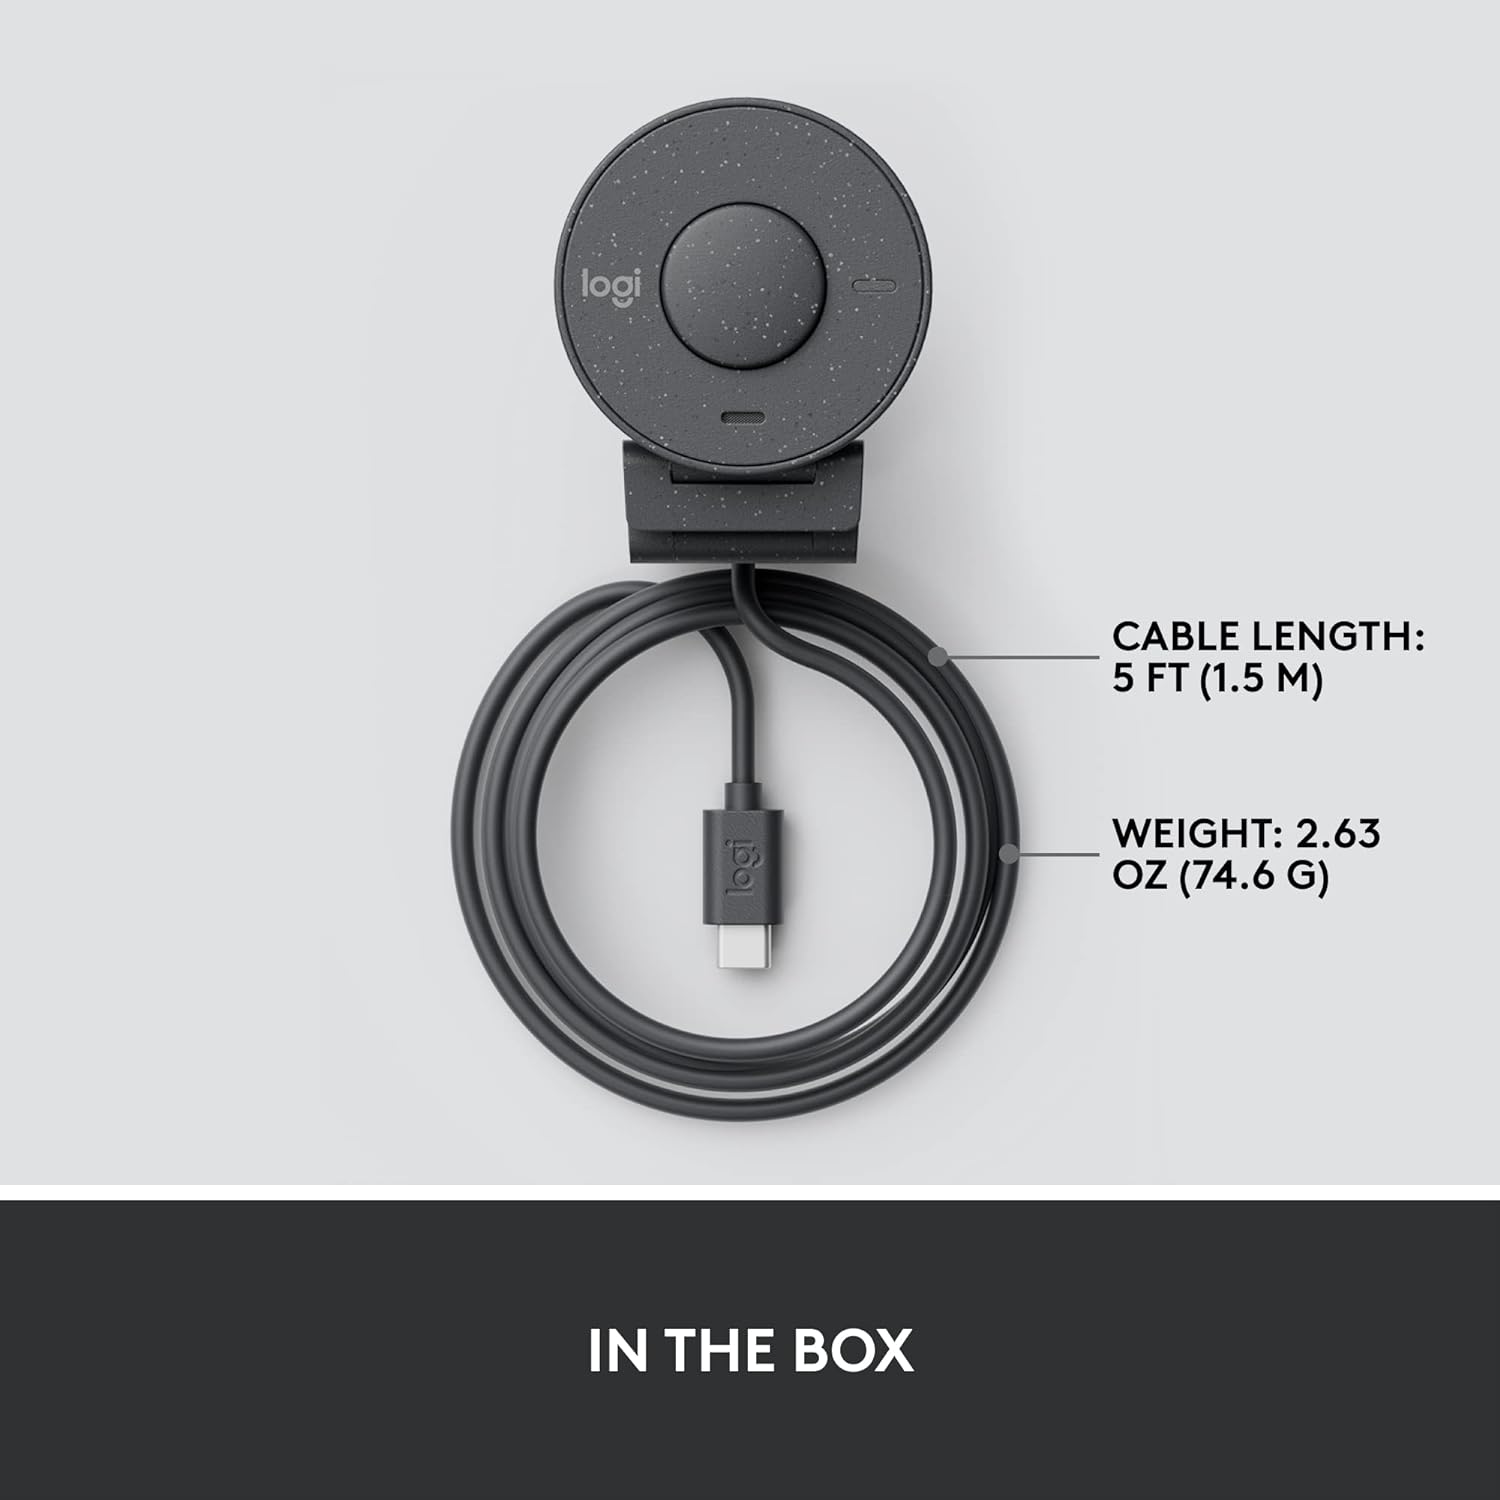 logi
CABLE LENGTH:
5 FT (1.5 M)
WEIGHT: 2.63
OZ (74.6 G)
logi
IN THE BOX